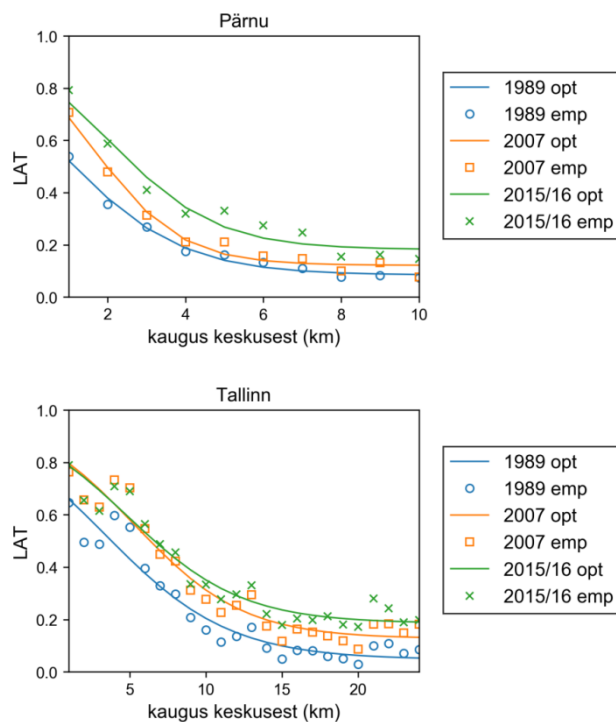 Pärnu
1.0
0.8
0.6
0.4
0.2
0.0
LAT
2 4 6 8 10
kaugus keskusest (km)
1989 opt
1989 emp
2007 opt
2007 emp
2015/16 opt
2015/16 emp
Tallinn
1.0
0.8
0.6
0.4
0.2
0.0
LAT
5 10 15 20
kaugus keskusest (km)
1989 opt
1989 emp
2007 opt
2007 emp
2015/16 opt
2015/16 emp